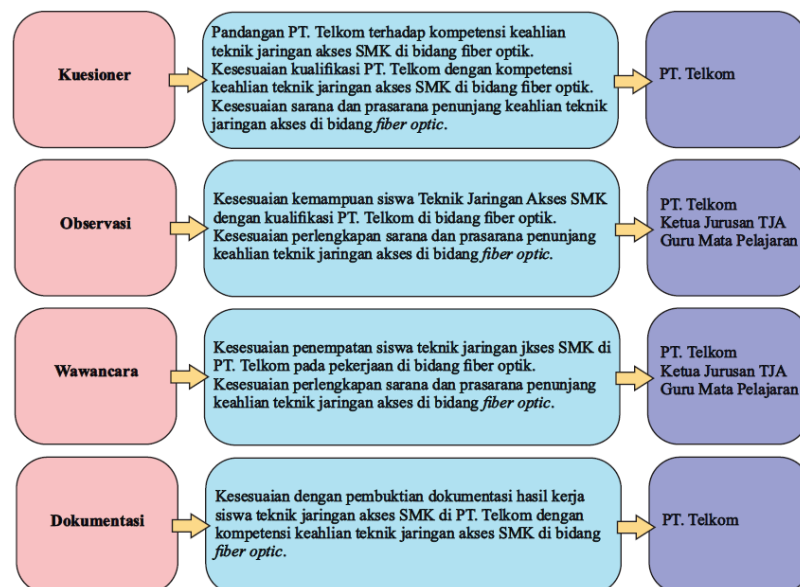 Kuesioner
Pandangan PT. Telkom terhadap kompetensi keahlian
teknik jaringan akses SMK di bidang fiber optik.
Kesesuaian kualifikasi PT. Telkom dengan kompetensi
keahlian teknik jaringan akses SMK di bidang fiber optik.
Kesesuaian sarana dan prasarana penunjang keahlian teknik
jaringan akses di bidang fiber optic.
PT. Telkom
Observasi
Kesesuaian kemampuan siswa Teknik Jaringan Akses SMK
dengan kualifikasi PT. Telkom di bidang fiber optik.
Kesesuaian perlengkapan sarana dan prasarana penunjang
keahlian teknik jaringan akses di bidang fiber optic.
PT. Telkom
Ketua Jurusan TJA
Guru Mata Pelajaran
Wawancara
Kesesuaian penempatan siswa teknik jaringan jkses SMK di
PT. Telkom pada pekerjaan di bidang fiber optik.
Kesesuaian perlengkapan sarana dan prasarana penunjang
keahlian teknik jaringan akses di bidang fiber optic.
PT. Telkom
Ketua Jurusan TJA
Guru Mata Pelajaran
Dokumentasi
Kesesuaian dengan pembuktian dokumentasi hasil kerja
siswa teknik jaringan akses SMK di PT. Telkom dengan
kompetensi keahlian teknik jaringan akses SMK di bidang
fiber optic.
PT. Telkom